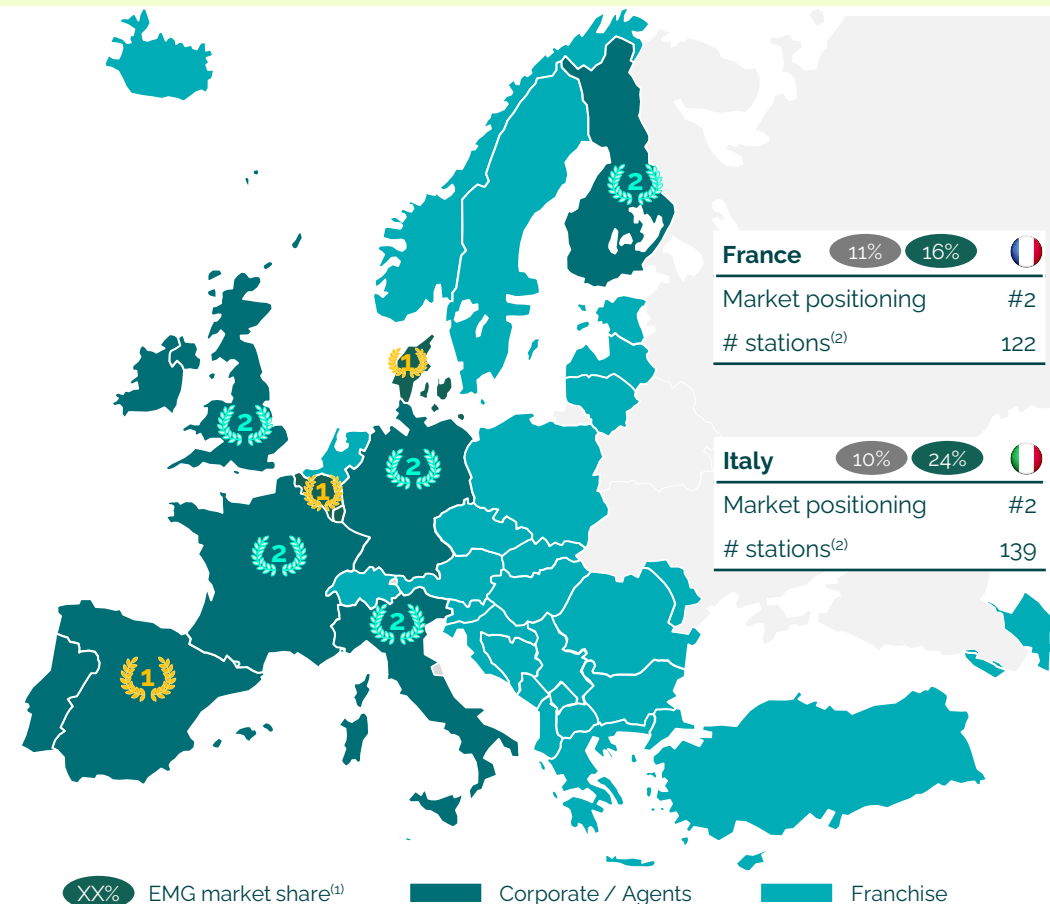 2
France 11% 16%
Market positioning #2
# stations(2) 122
1
2
2
Italy 10% 24%
Market positioning #2
# stations(2) 139
1
2
2
1
XX% EMG market share(1) Corporate / Agents Franchise